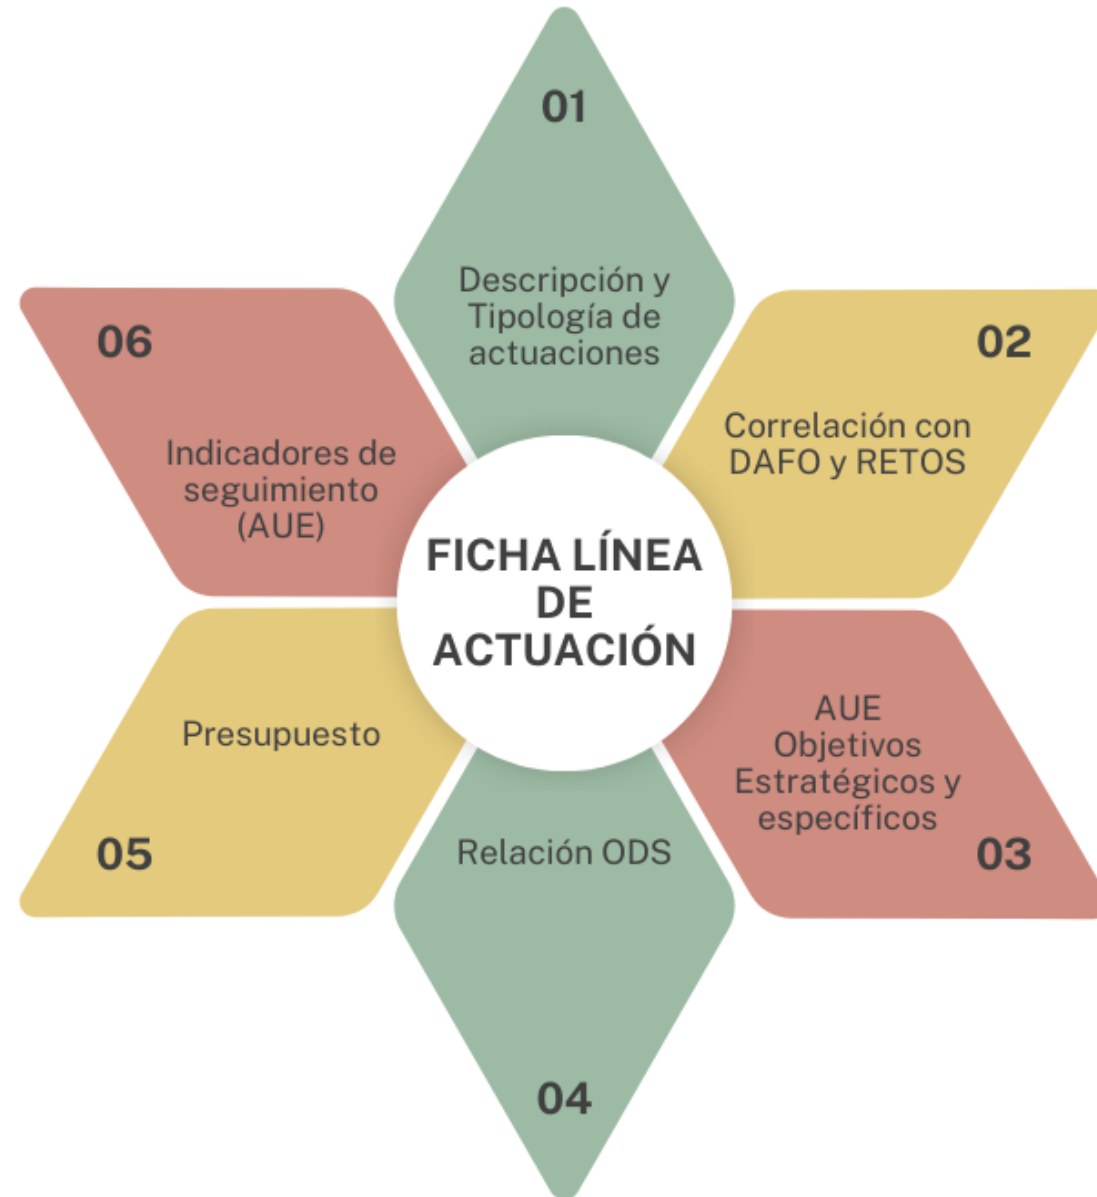 01
Descripción y
Tipología de
actuaciones
02
Correlación con
DAFO y RETOS
AUE
Objetivos
Estratégicos y
específicos
03
Relación ODS
04
Presupuesto
05
06
Indicadores de
seguimiento
(AUE)
FICHA LÍNEA
DE
ACTUACIÓN